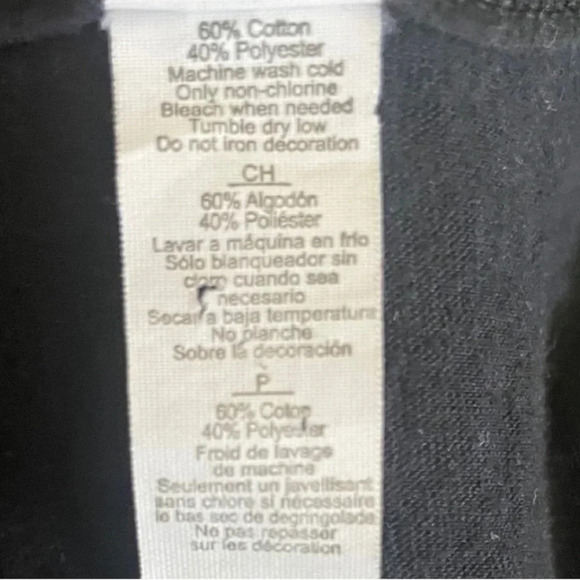 60% Cotton
40% Polyester
Machine wash cold
Only non-chlorine
Bleach when needed
Tumble dry low
Do not iron decoration
CH
60% Algodón
40% Poliéster
Lavar a máquina en frío
Sólo blanqueador sin
cloro cuando sea
necesario
Secar a baja temperatura
No planche
Sobre la decoración
P
60% Coton
40% Polyester
Froid de lavage
de machine
Seulement un javellisant
sans chlore si nécessaire
le bas sec de degringolade
Ne pas repasser
sur les décoration